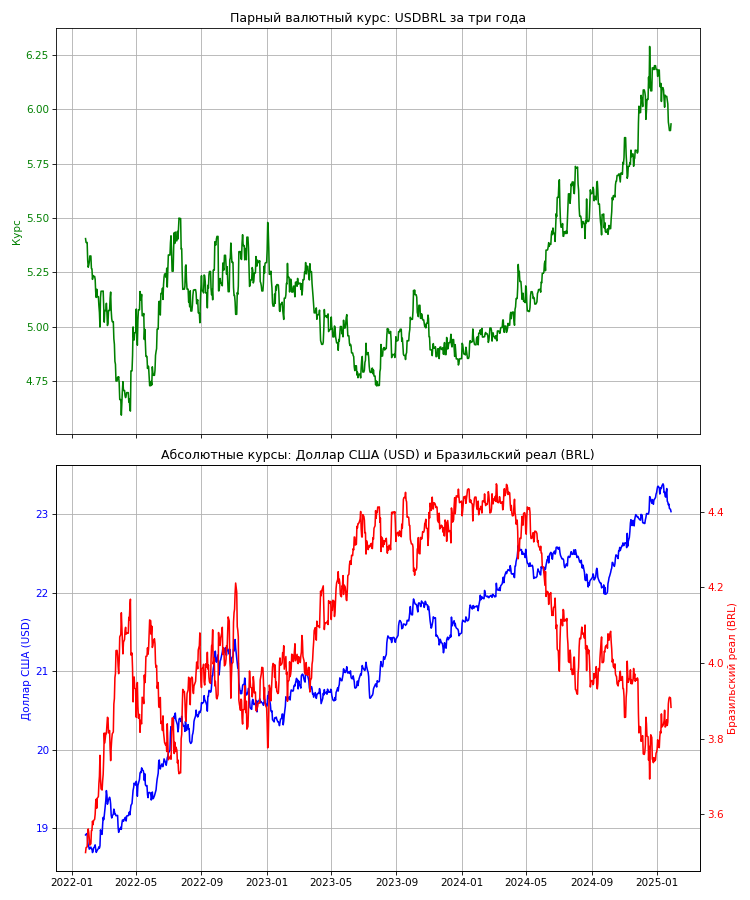 Парный валютный курс: USDBRL за три года
6.25
6.00
5.75
5.50
5.25
5.00
4.75
Курс
Абсолютные курсы: Доллар США (USD) и Бразильский реал (BRL)
23
22
21
20
19
Доллар США (USD)
4.4
4.2
4.0
3.8
3.6
Бразильский реал (BRL)
2022-01 2022-05 2022-09 2023-01 2023-05 2023-09 2024-01 2024-05 2024-09 2025-01